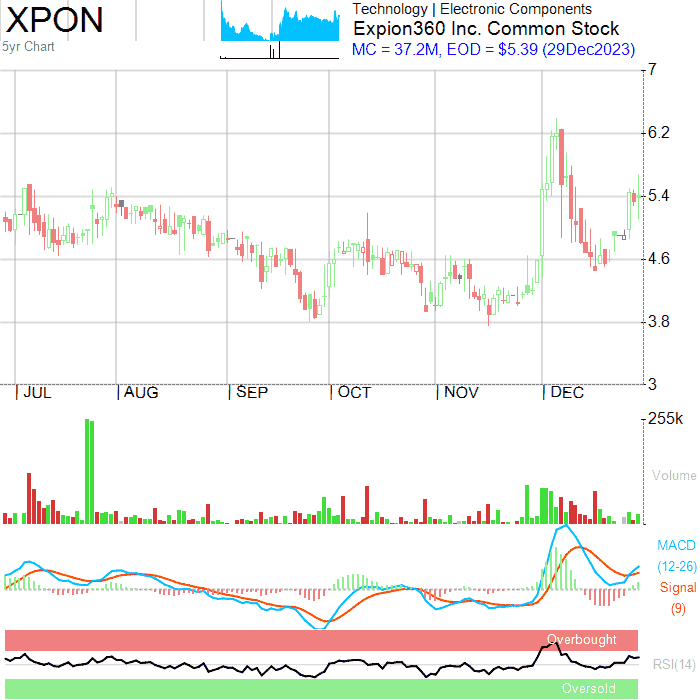 XPON
5yr Chart
Technology | Electronic Components
Expion360 Inc. Common Stock
MC = 37.2M, EOD = $5.39 (29Dec2023)
7
6.2
5.4
4.6
3.8
3
JUL AUG SEP OCT NOV DEC
255k
Volume
MACD
(12-26)
Signal
(9)
Overbought
RSI(14)
Oversold